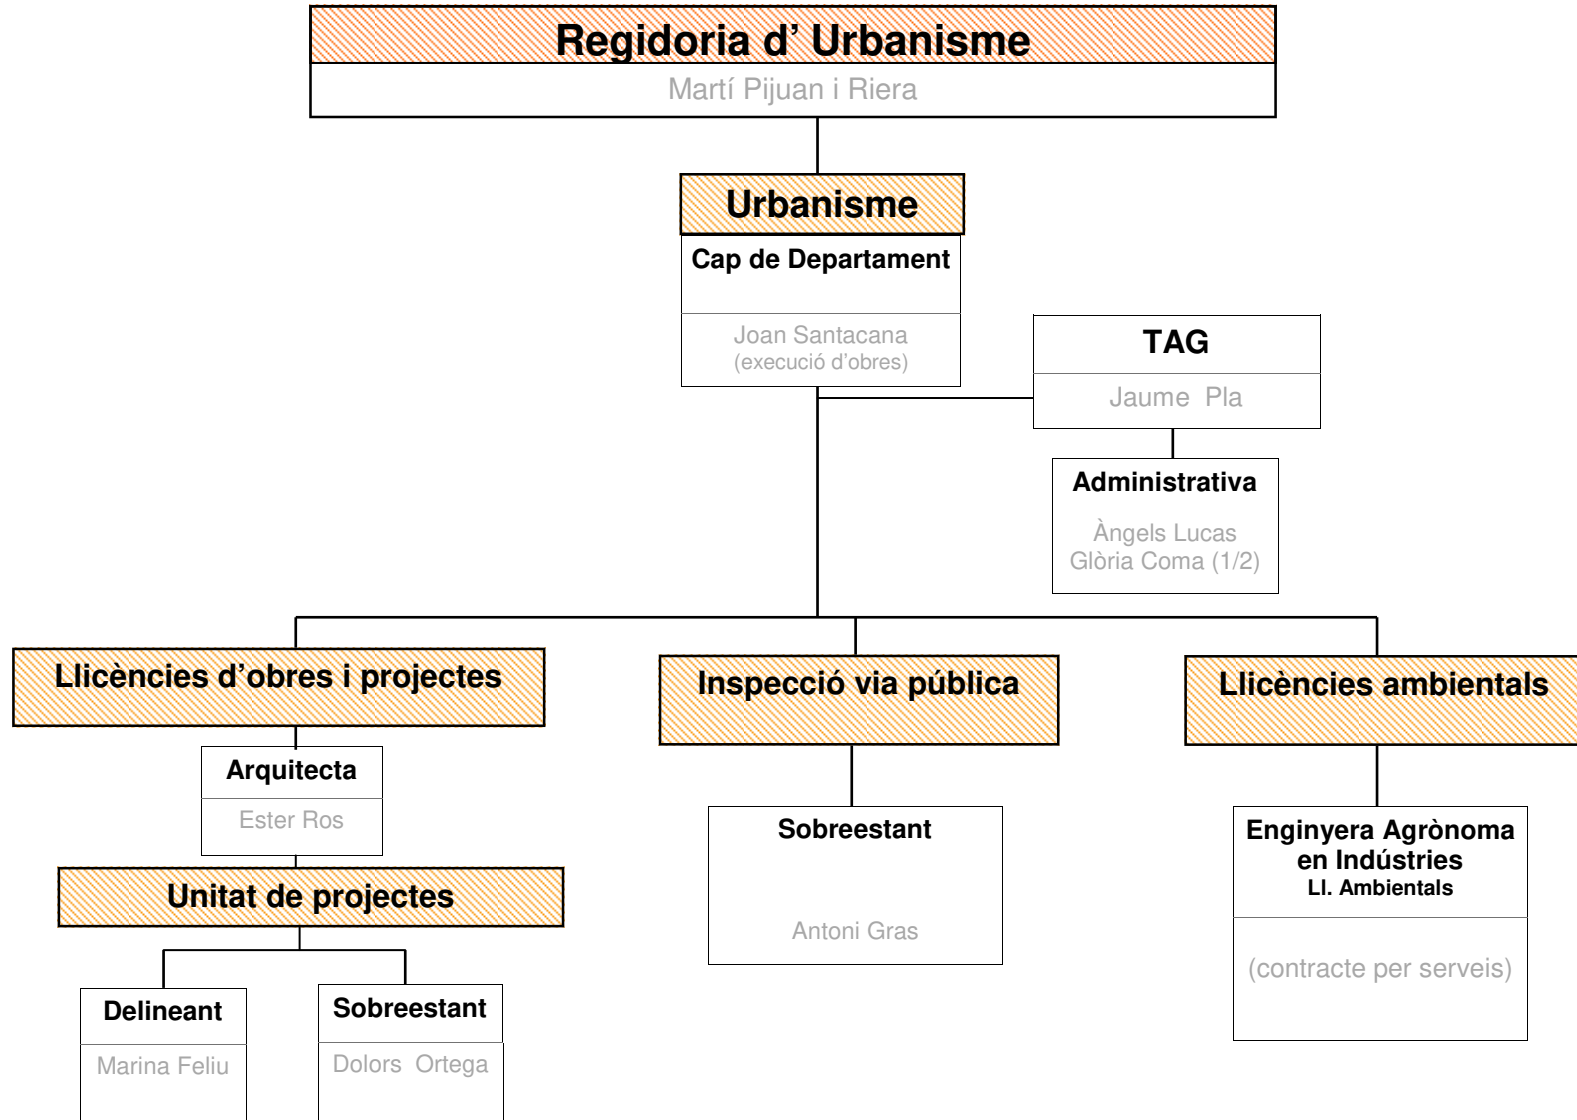 Regidoria d' Urbanisme
Martí Pijuan i Riera
Urbanisme
Cap de Departament
Joan Santacana
(execució d'obres)
TAG
Jaume Pla
Administrativa
Àngels Lucas
Glòria Coma (1/2)
Llicències d'obres i projectes
Arquitecta
Ester Ros
Unitat de projectes
Delineant
Marina Feliu
Sobreestant
Dolors Ortega
Inspecció via pública
Sobreestant
Antoni Gras
Llicències ambientals
Enginyera Agrònoma
en Indústries
Ll. Ambientals
(contracte per serveis)